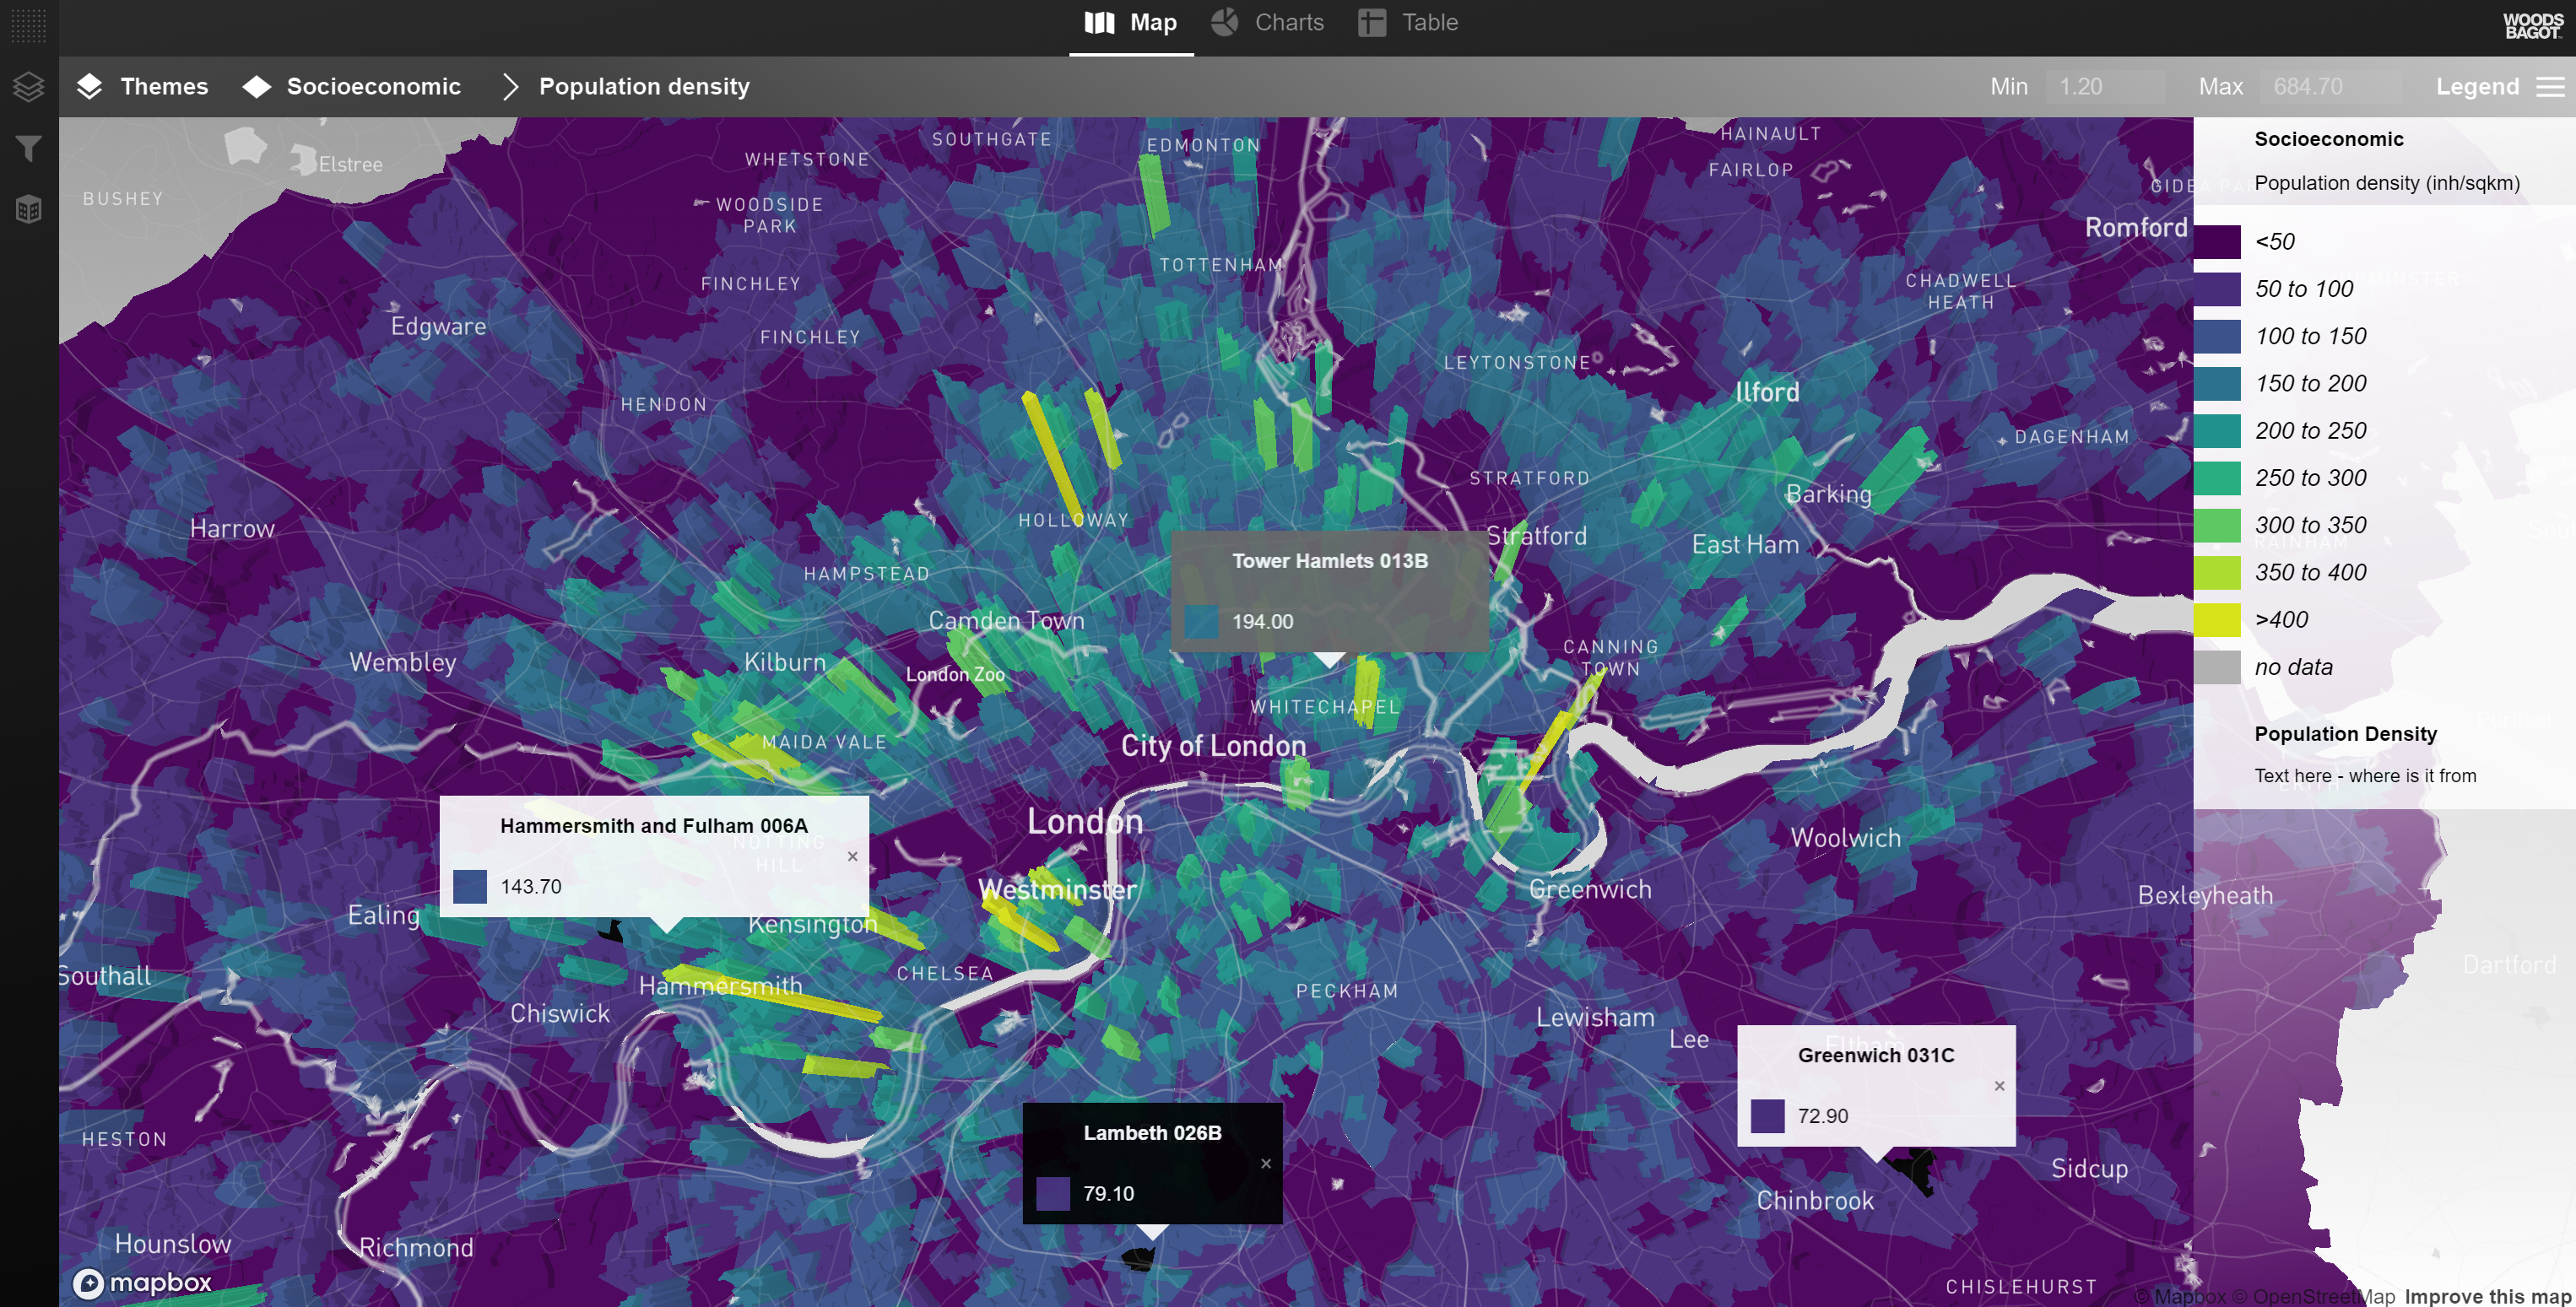 Map
Charts
Table
WOODS
BAGOT
Themes
Socioeconomic
Population density
Min 1.20
Max 684.70
Legend
Socioeconomic
Population density (inh/sqkm)
<50
50 to 100
100 to 150
150 to 200
200 to 250
250 to 300
300 to 350
350 to 400
>400
no data
Population Density
Text here - where is it from
SOUTHGATE
EDMONTON
HAINAULT
WHETSTONE
Elstree
FAIRLOP
BUSHEY
WOODSIDE
PARK
Romford
TOTTENHAM
FINCHLEY
CHADWELL
HEATH
Edgware
FINCHLEY
LEYTONSTONE
Ilford
HENDON
DAGENHAM
STRATFORD
Barking
HOLLOWAY
Harrow
Stratford
East Ham
RAINHAM
Tower Hamlets 013B
194.00
HAMPSTEAD
Camden Town
CANNING
TOWN
Wembley
Kilburn
London Zoo
WHITECHAPEL
MAIDA VALE
City of London
ERITH
London
Hammersmith and Fulham 006A
×
143.70
NOTTING
HILL
Woolwich
Westminster
Greenwich
Bexleyheath
Ealing
Kensington
Southall
CHELSEA
Dartford
Hammersmith
PECKHAM
Chiswick
Lewisham
Lee
Eltham
Greenwich 031C
×
72.90
HESTON
Lambeth 026B
×
79.10
Sidcup
Chinbrook
Hounslow
Richmond
mapbox
CHISLEHURST
© Mapbox © OpenStreetMap Improve this map